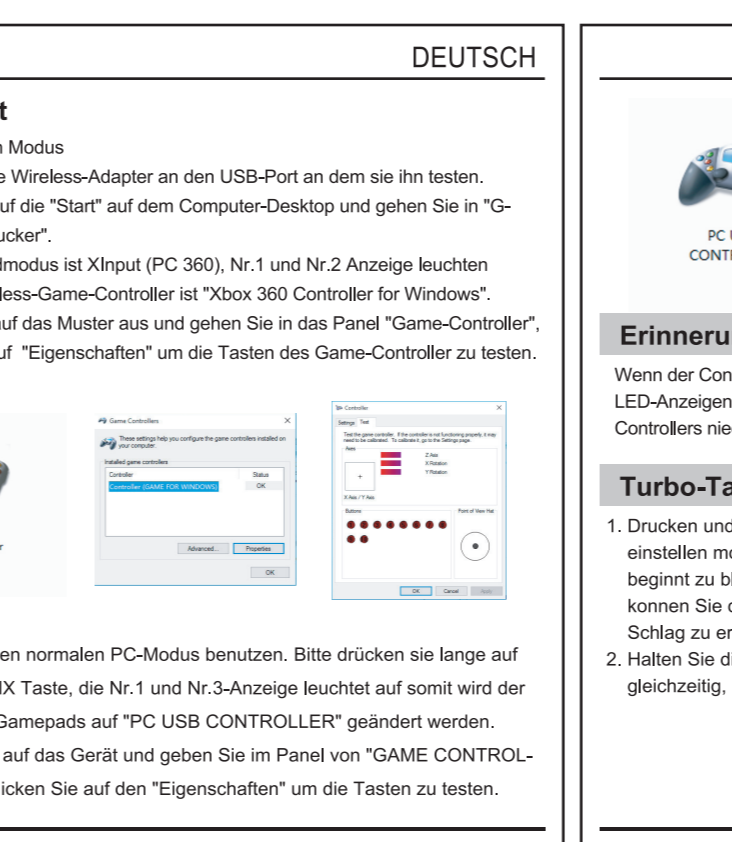 DEUTSCH
t
Modus
Wireless-Adapter an den USB-Port an dem sie ihn testen.
uf die "Start" auf dem Computer-Desktop und gehen Sie in "G-
ucker".
dmodus ist XInput (PC 360), Nr.1 und Nr.2 Anzeige leuchten
less-Game-Controller ist "Xbox 360 Controller for Windows".
auf das Muster aus und gehen Sie in das Panel "Game-Controller",
uf "Eigenschaften" um die Tasten des Game-Controller zu testen.
r
Game Controllers
These settings help you configure the game controllers installed on
your computer.
Installed game controllers
Controller Status
Controller (GAME FOR WINDOWS) OK
Advanced... Properties
OK
Controller
Settings Test
Test the game controller. If the controller is not functioning properly, it may
need to be calibrated. To calibrate it, go to the Settings page.
Axes
Z Axis
X Rotation
Y Rotation
X Axis / Y Axis
Buttons
Point of View Hat
OK Cancel Apply
en normalen PC-Modus benutzen. Bitte drücken sie lange auf
IX Taste, die Nr.1 und Nr.3-Anzeige leuchtet auf somit wird der
Gamepads auf "PC USB CONTROLLER" geändert werden.
auf das Gerät und geben Sie im Panel von "GAME CONTROL-
icken Sie auf den "Eigenschaften" um die Tasten zu testen.
PC U
CONTR
Erinneru
Wenn der Con
LED-Anzeigen
Controllers nie
Turbo-Ta
1. Drucken und
einstellen mo
beginnt zu bl
konnen Sie d
Schlag zu er
2. Halten Sie di
gleichzeitig,